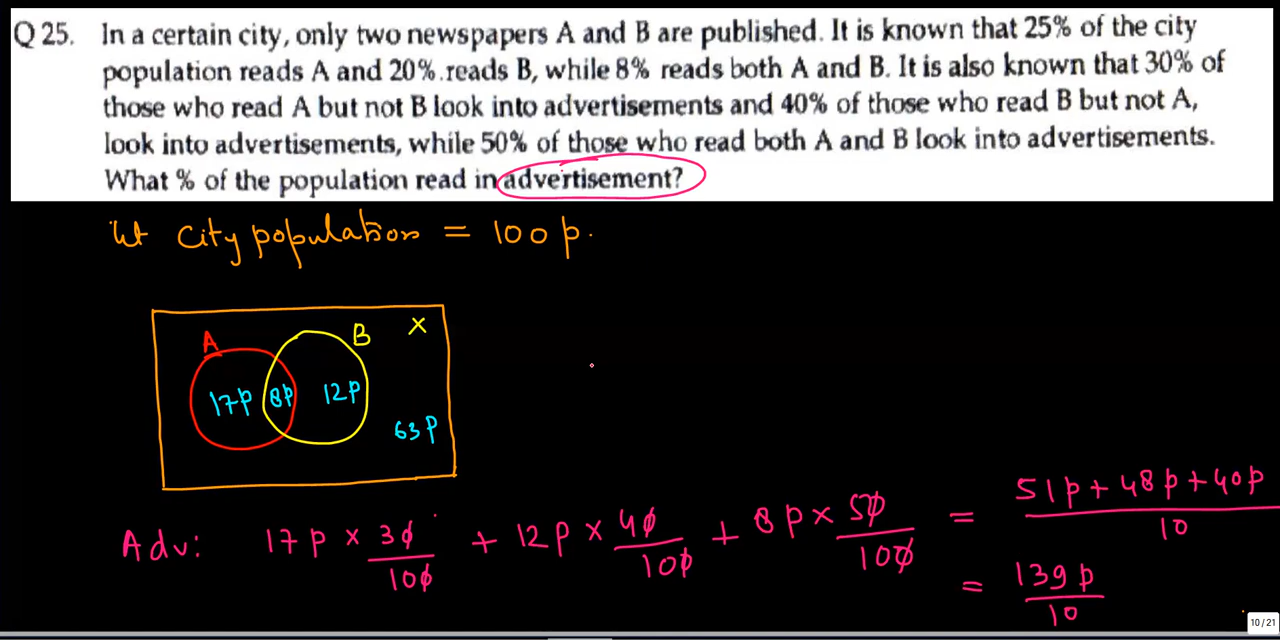 Q 25. In a certain city, only two newspapers A and B are published. It is known that 25% of the city
population reads A and 20%.reads B, while 8% reads both A and B. It is also known that 30% of
those who read A but not B look into advertisements and 40% of those who read B but not A,
look into advertisements, while 50% of those who read both A and B look into advertisements.
What % of the population read in advertisement?
let City population = 100 p.
A B X
17p 8p 12p
63p
Adv: 17p × 30/100 + 12p × 40/100 + 8p × 50/100 = 51p + 48p + 40p/10
= 139p/10
10 / 21